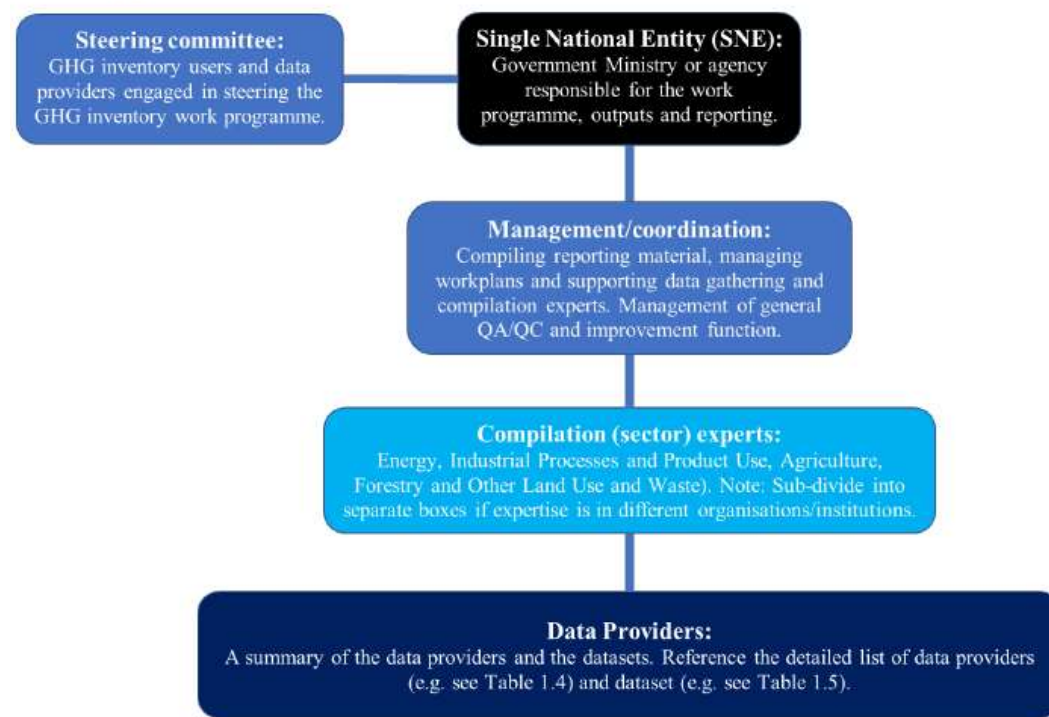 Steering committee:
GHG inventory users and data
providers engaged in steering the
GHG inventory work programme.
Single National Entity (SNE):
Government Ministry or agency
responsible for the work
programme, outputs and reporting.
Management/coordination:
Compiling reporting material, managing
workplans and supporting data gathering and
compilation experts. Management of general
QA/QC and improvement function.
Compilation (sector) experts:
Energy, Industrial Processes and Product Use, Agriculture,
Forestry and Other Land Use and Waste). Note: Sub-divide into
separate boxes if expertise is in different organisations/institutions.
Data Providers:
A summary of the data providers and the datasets. Reference the detailed list of data providers
(e.g. see Table 1.4) and dataset (e.g. see Table 1.5).